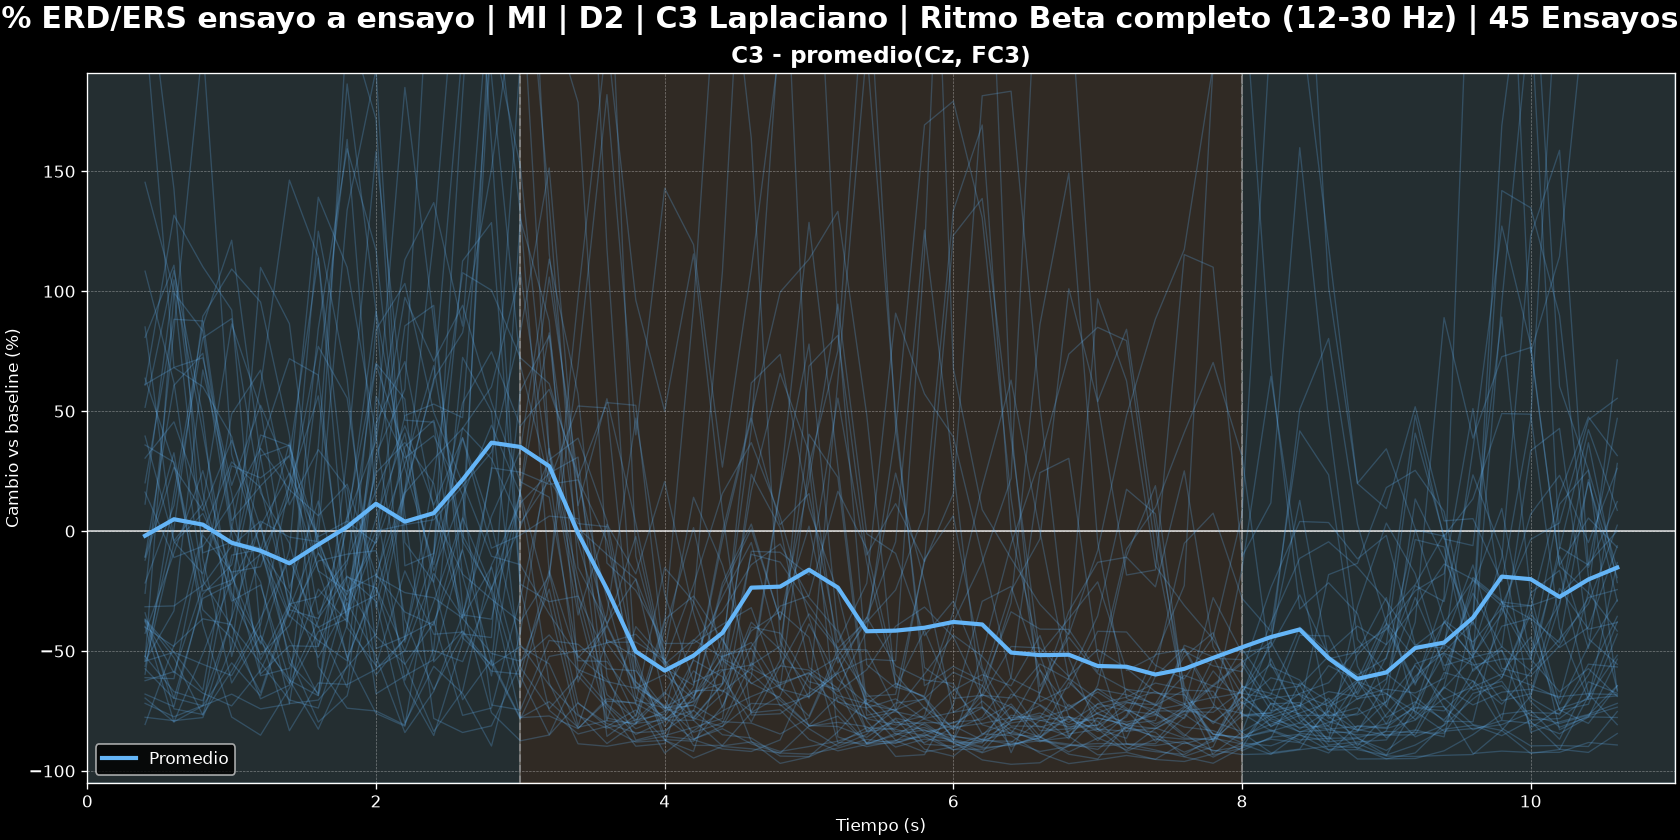 % ERD/ERS ensayo a ensayo | MI | D2 | C3 Laplaciano | Ritmo Beta completo (12-30 Hz) | 45 Ensayos
C3 - promedio(Cz, FC3)
Cambio vs baseline (%)
150
100
50
0
−50
−100
Promedio
0 2 4 6 8 10
Tiempo (s)